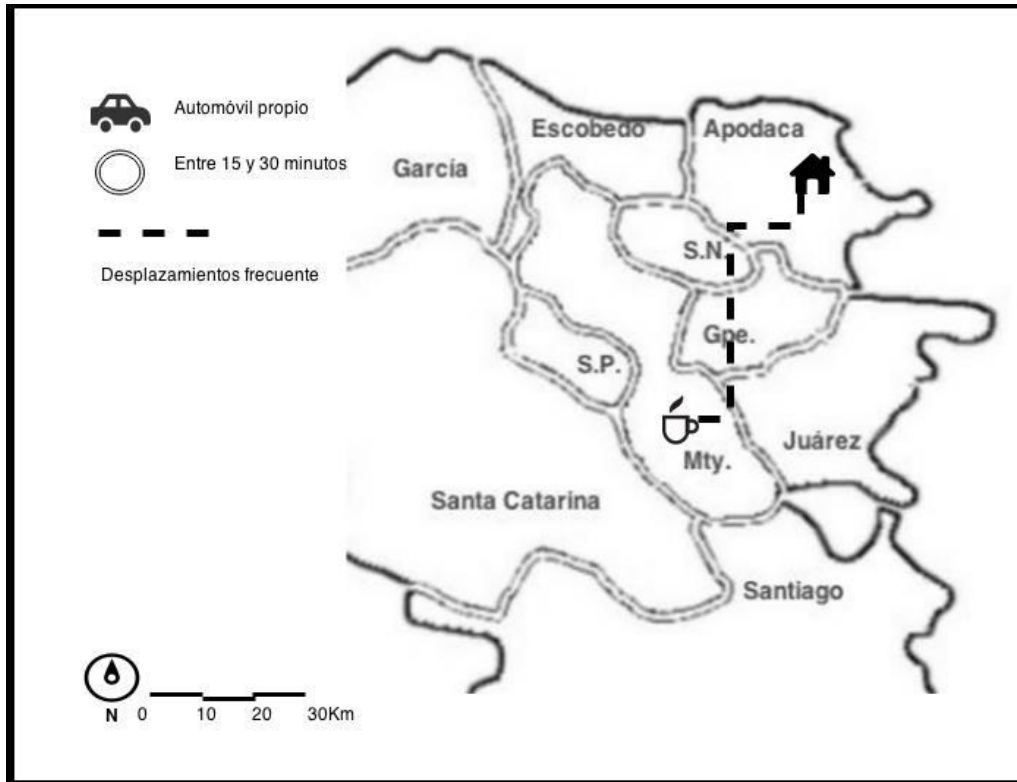 Automóvil propio
Entre 15 y 30 minutos
Desplazamientos frecuente
Escobedo
Apodaca
García
S.N.
Gpe.
S.P.
Juárez
Mty.
Santa Catarina
Santiago
N 0 10 20 30Km